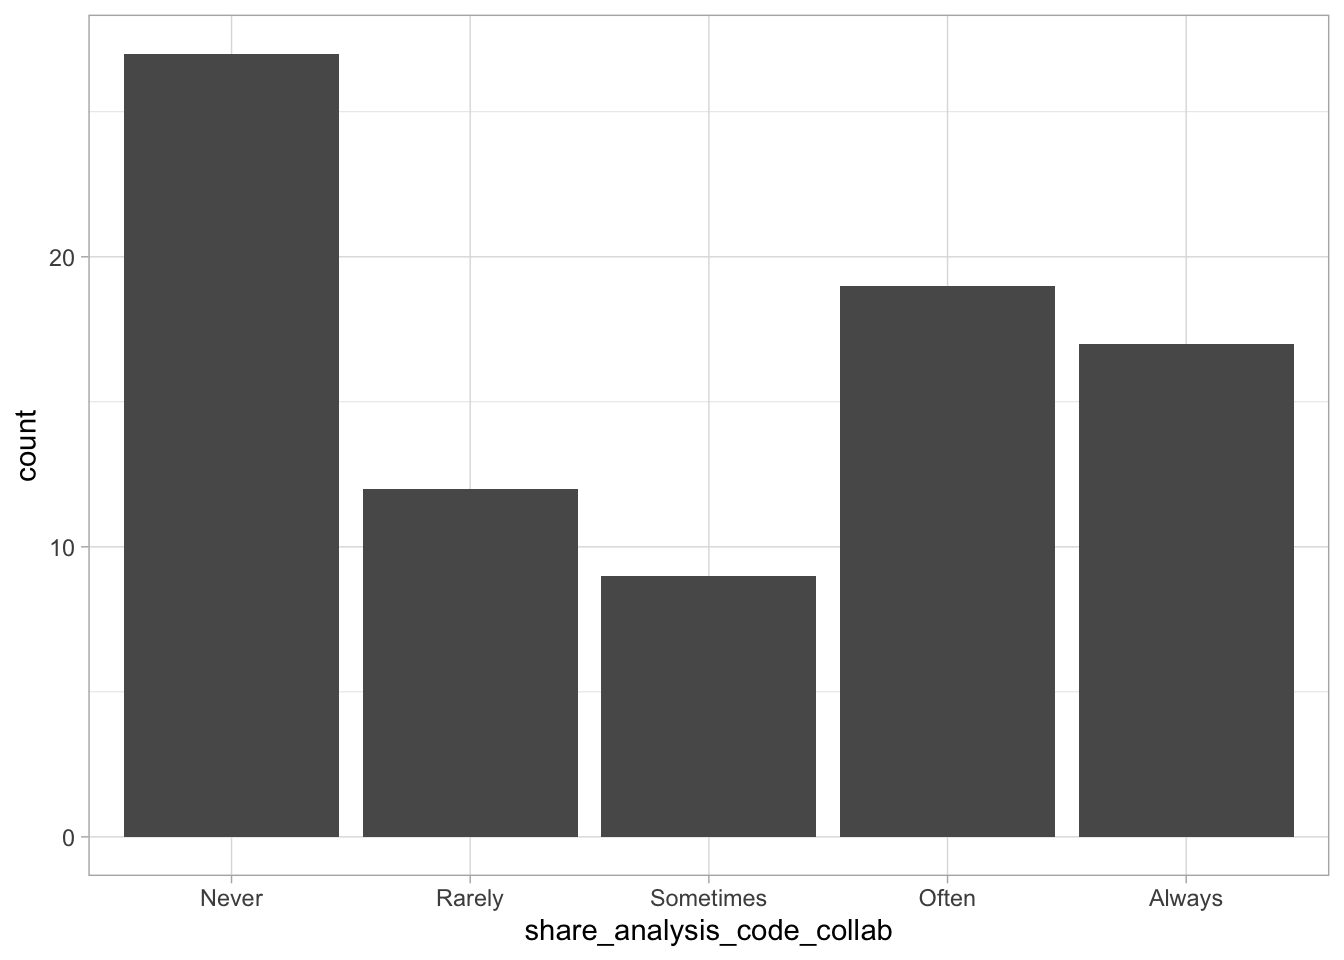 count
20
10
0
Never Rarely Sometimes Often Always
share_analysis_code_collab